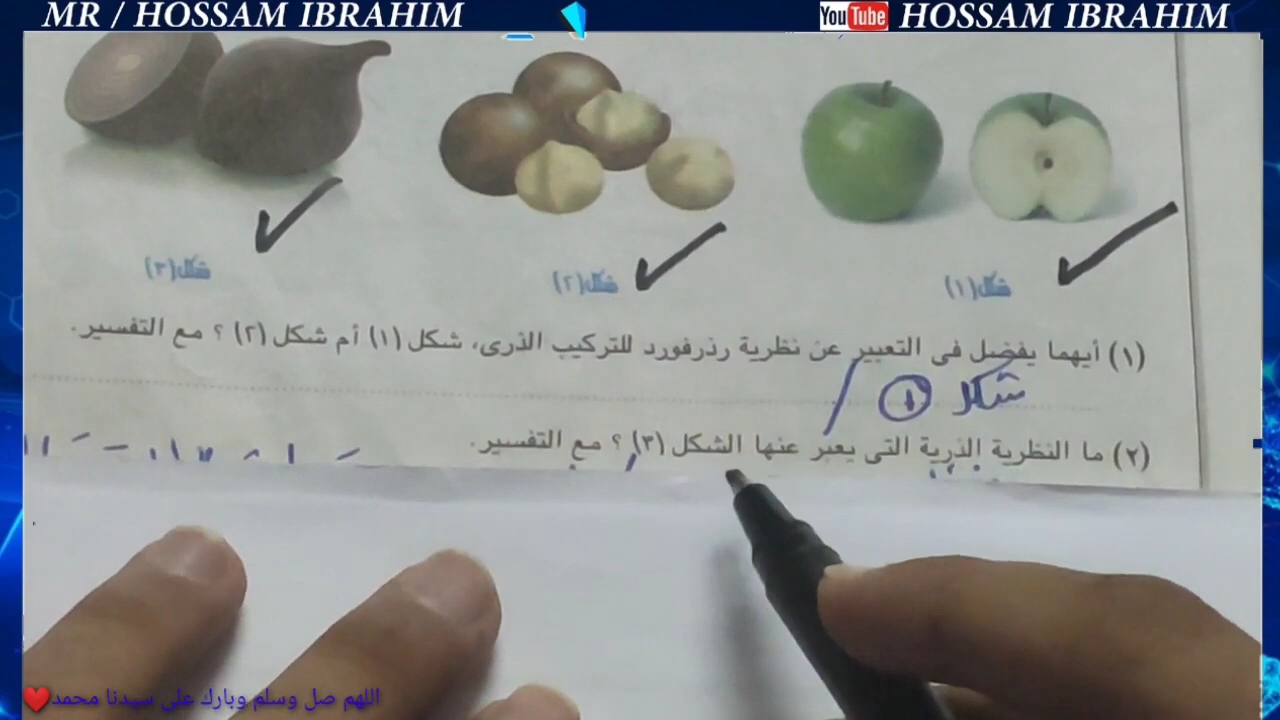 MR / HOSSAM IBRAHIM
YouTube HOSSAM IBRAHIM
شكل (١)
شكل (٢)
شكل (٣)
(١) أيهما يفضل فى التعبير عن نظرية رذرفورد للتركيب الذرى، شكل (١) أم شكل (٢) ؟ مع التفسير.
شكل ١
(٢) ما النظرية الذرية التى يعبر عنها الشكل (٣) ؟ مع التفسير.
اللهم صل وسلم وبارك على سيدنا محمد